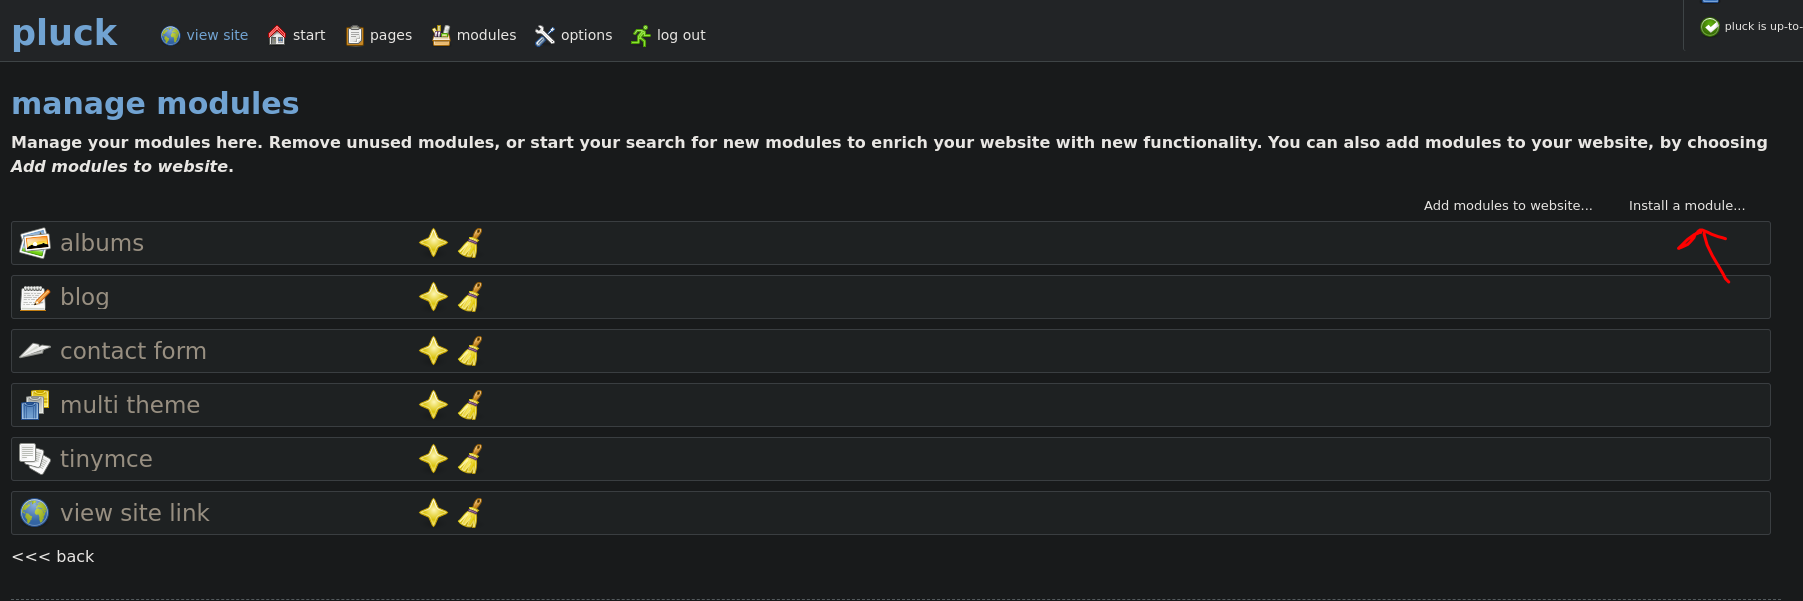 pluck
view site start pages modules options log out
pluck is up-to-
manage modules
Manage your modules here. Remove unused modules, or start your search for new modules to enrich your website with new functionality. You can also add modules to your website, by choosing
Add modules to website.
Add modules to website... Install a module...
albums
blog
contact form
multi theme
tinymce
view site link
<<< back